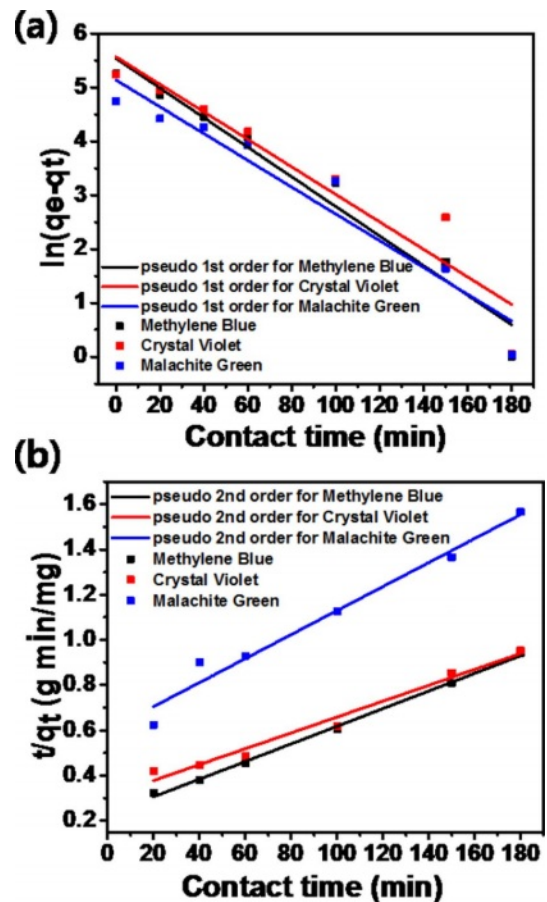 (a)
ln(qe-qt)
6
5
4
3
2
1
0
pseudo 1st order for Methylene Blue
pseudo 1st order for Crystal Violet
pseudo 1st order for Malachite Green
Methylene Blue
Crystal Violet
Malachite Green
0 20 40 60 80 100 120 140 160 180
Contact time (min)
(b)
t/qt (g min/mg)
1.6
1.4
1.2
1.0
0.8
0.6
0.4
0.2
pseudo 2nd order for Methylene Blue
pseudo 2nd order for Crystal Violet
pseudo 2nd order for Malachite Green
Methylene Blue
Crystal Violet
Malachite Green
20 40 60 80 100 120 140 160 180
Contact time (min)